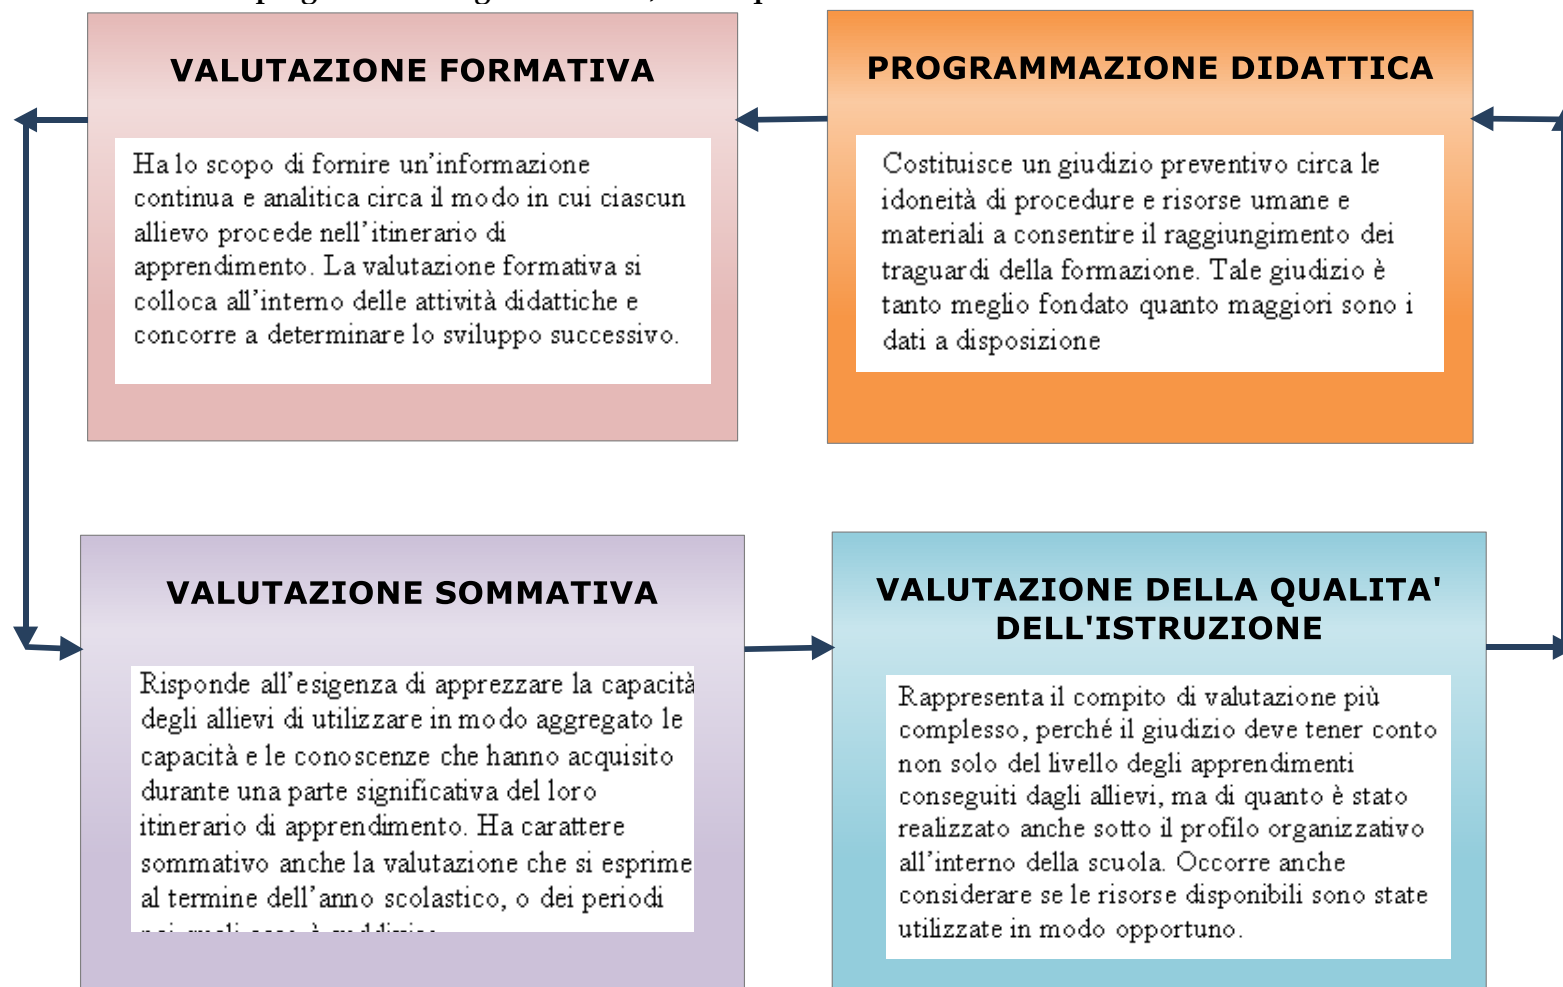 VALUTAZIONE FORMATIVA
Ha lo scopo di fornire un'informazione
continua e analitica circa il modo in cui ciascun
allievo procede nell'itinerario di
apprendimento. La valutazione formativa si
colloca all'interno delle attività didattiche e
concorre a determinare lo sviluppo successivo.
PROGRAMMAZIONE DIDATTICA
Costituisce un giudizio preventivo circa le
idoneità di procedure e risorse umane e
materiali a consentire il raggiungimento dei
traguardi della formazione. Tale giudizio è
tanto meglio fondato quanto maggiori sono i
dati a disposizione
VALUTAZIONE SOMMATIVA
Risponde all'esigenza di apprezzare la capacità
degli allievi di utilizzare in modo aggregato le
capacità e le conoscenze che hanno acquisito
durante una parte significativa del loro
itinerario di apprendimento. Ha carattere
sommativo anche la valutazione che si esprime
al termine dell'anno scolastico, o dei periodi
VALUTAZIONE DELLA QUALITA'
DELL'ISTRUZIONE
Rappresenta il compito di valutazione più
complesso, perché il giudizio deve tener conto
non solo del livello degli apprendimenti
conseguiti dagli allievi, ma di quanto è stato
realizzato anche sotto il profilo organizzativo
all'interno della scuola. Occorre anche
considerare se le risorse disponibili sono state
utilizzate in modo opportuno.